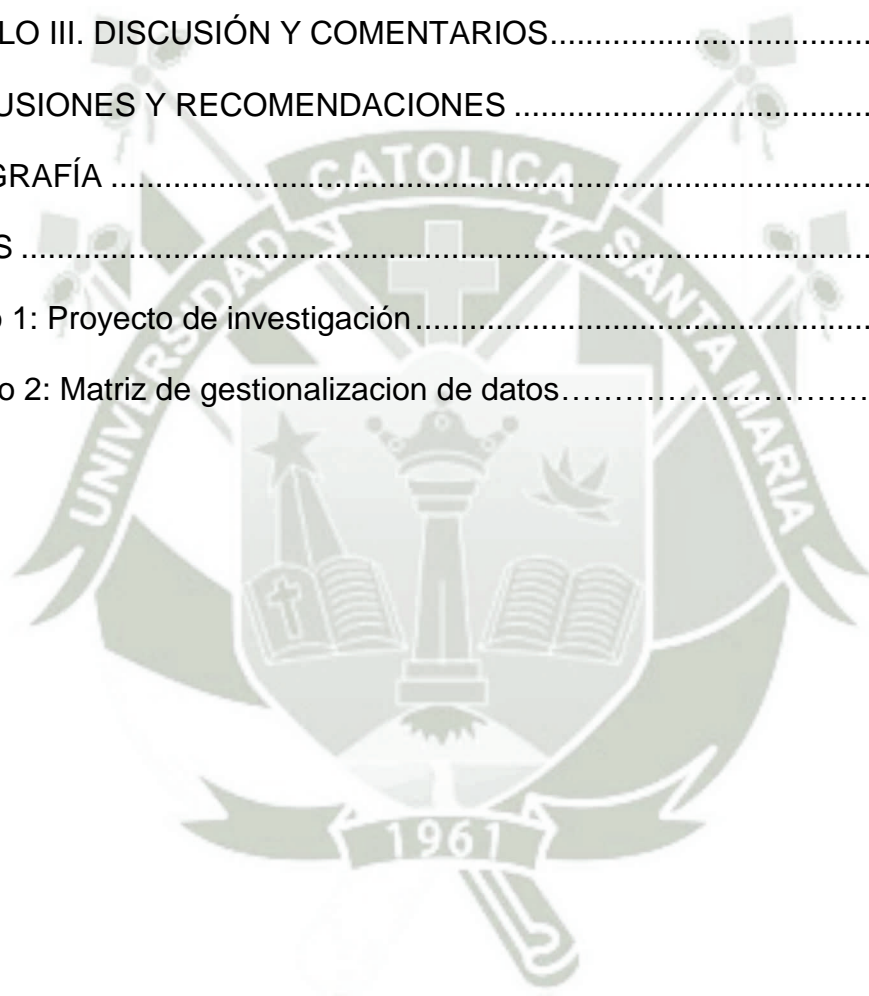 LO III. DISCUSIÓN Y COMENTARIOS.....................................
USIONES Y RECOMENDACIONES .........................................
GRAFÍA .............................................................................................
S ........................................................................................................
o 1: Proyecto de investigación.......................................................
o 2: Matriz de gestionalizacion de datos…………………………
UNIVERSIDAD CATOLICA SANTA MARIA
1961